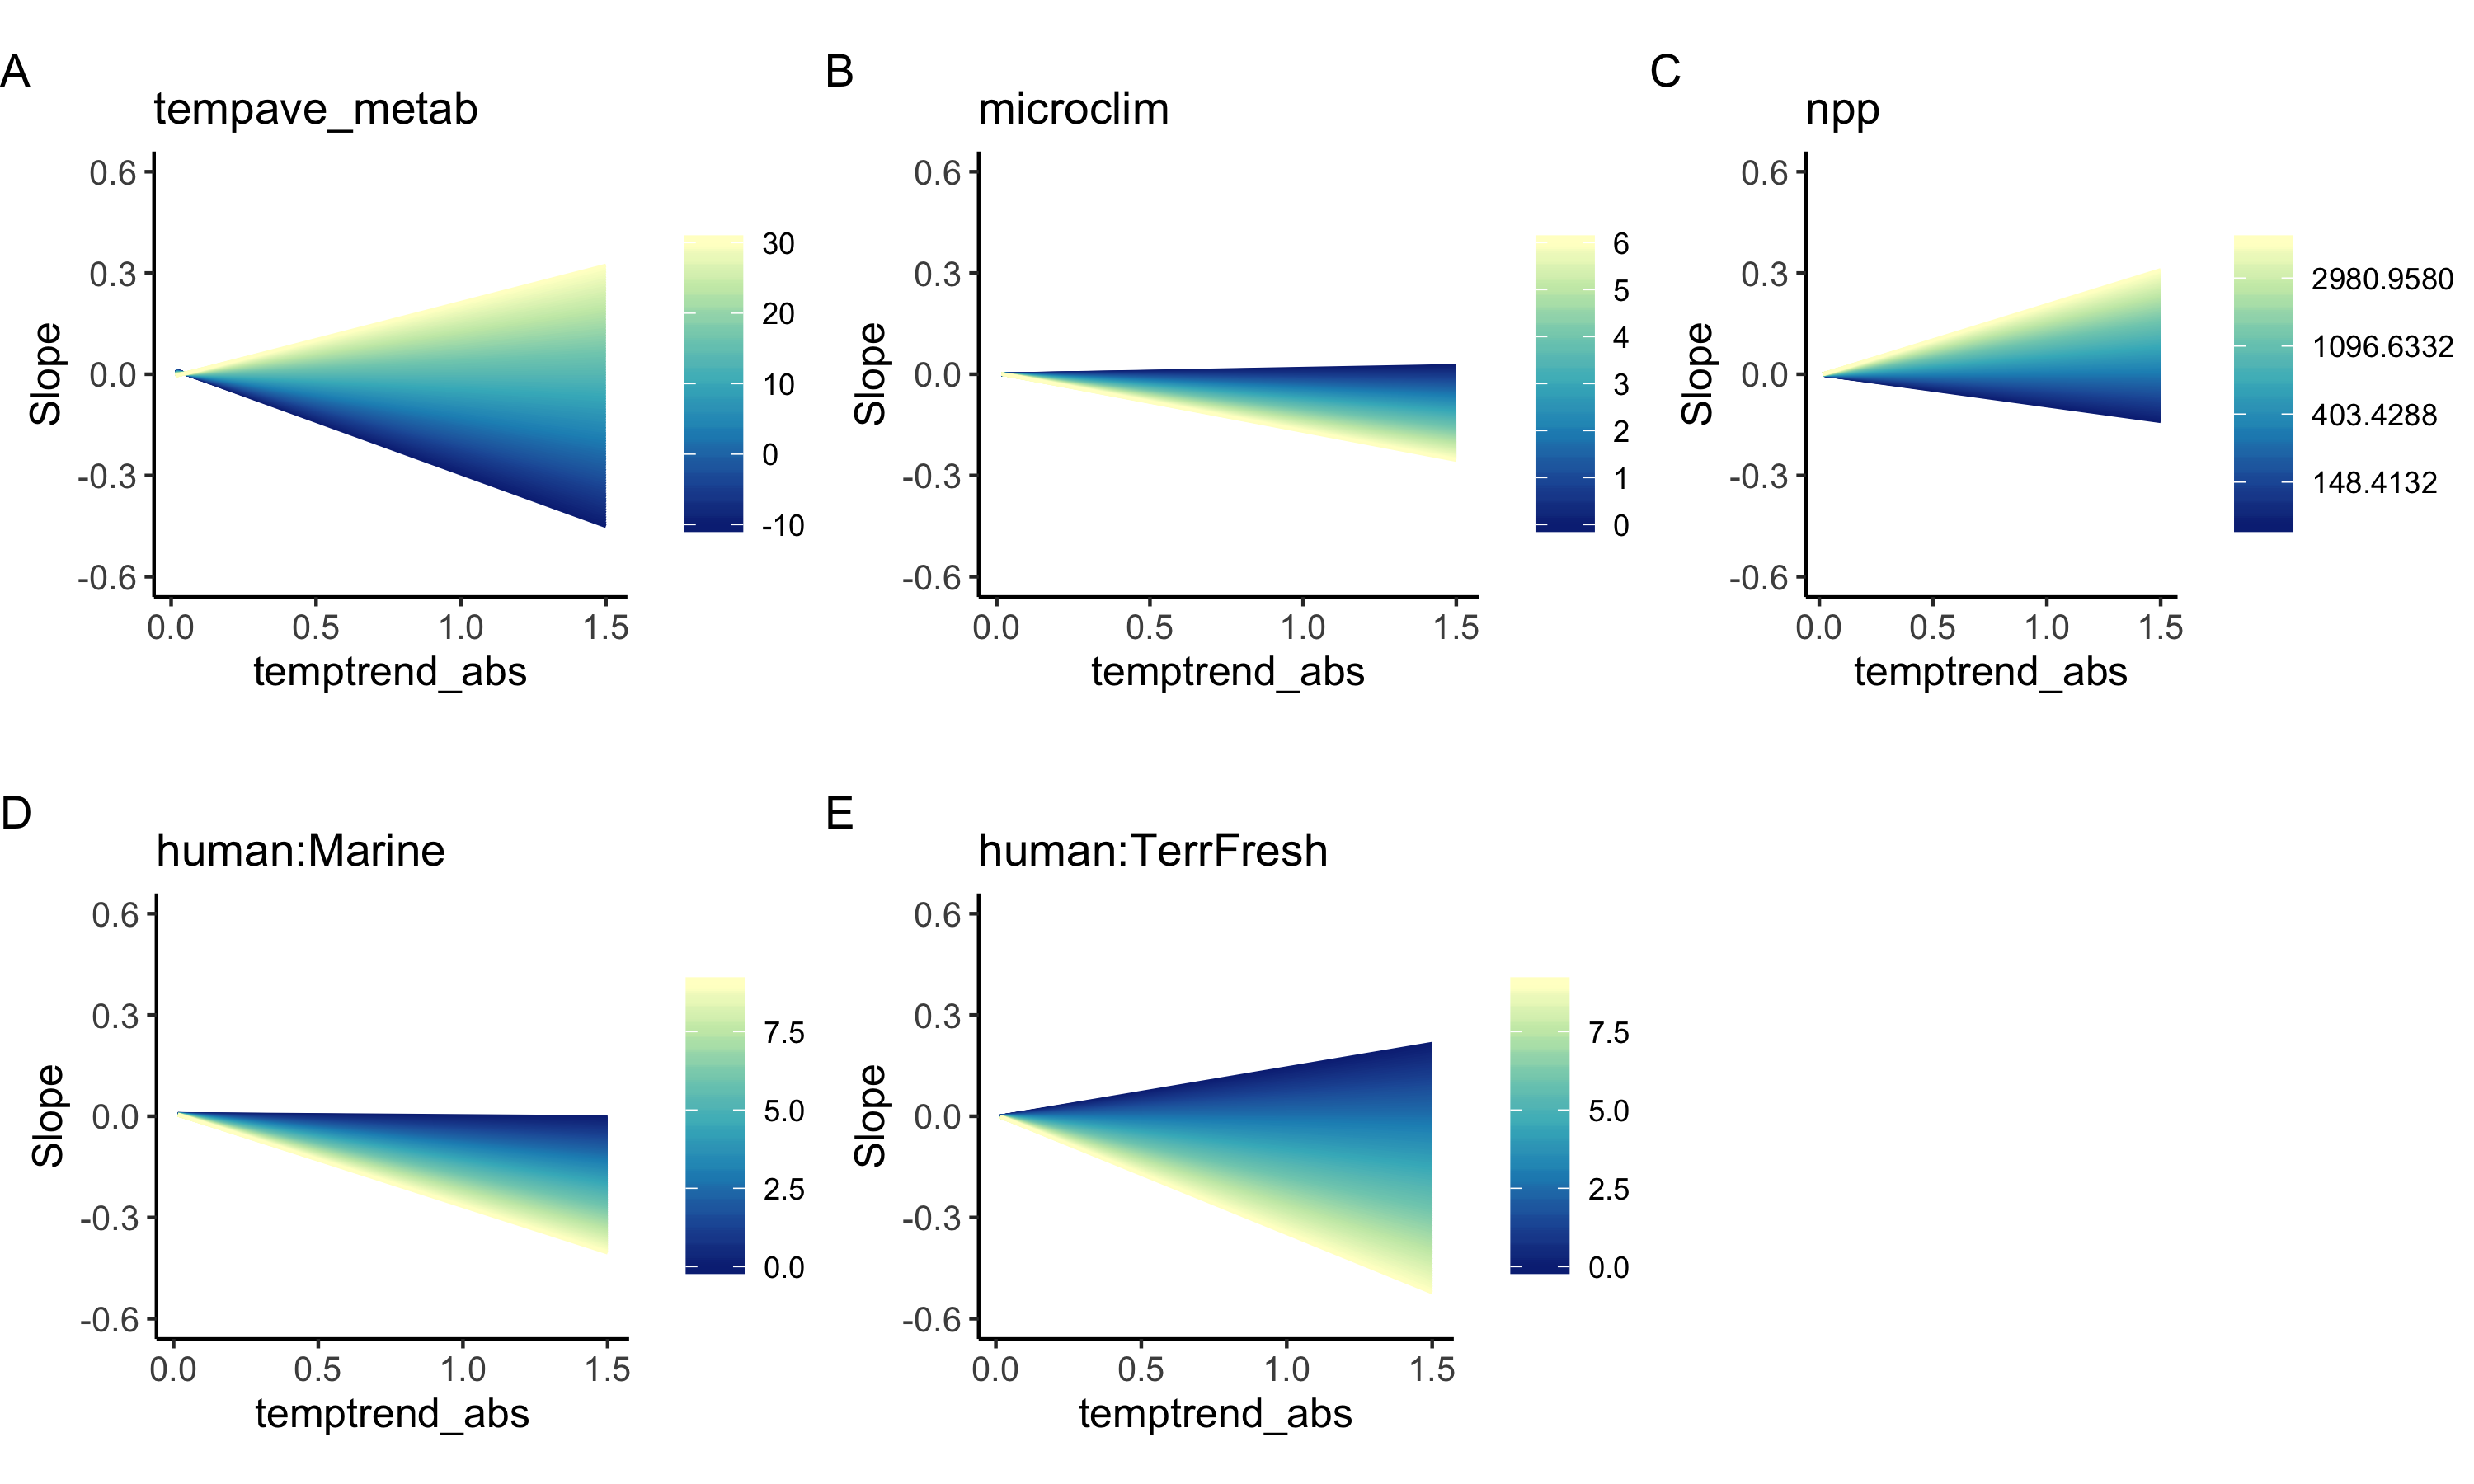 A
tempave_metab
0.6
0.3
0.0
-0.3
-0.6
Slope
0.0 0.5 1.0 1.5
temptrend_abs
30
20
10
0
-10
B
microclim
0.6
0.3
0.0
-0.3
-0.6
Slope
0.0 0.5 1.0 1.5
temptrend_abs
6
5
4
3
2
1
0
C
npp
0.6
0.3
0.0
-0.3
-0.6
Slope
0.0 0.5 1.0 1.5
temptrend_abs
2980.9580
1096.6332
403.4288
148.4132
D
human:Marine
0.6
0.3
0.0
-0.3
-0.6
Slope
0.0 0.5 1.0 1.5
temptrend_abs
7.5
5.0
2.5
0.0
E
human:TerrFresh
0.6
0.3
0.0
-0.3
-0.6
Slope
0.0 0.5 1.0 1.5
temptrend_abs
7.5
5.0
2.5
0.0